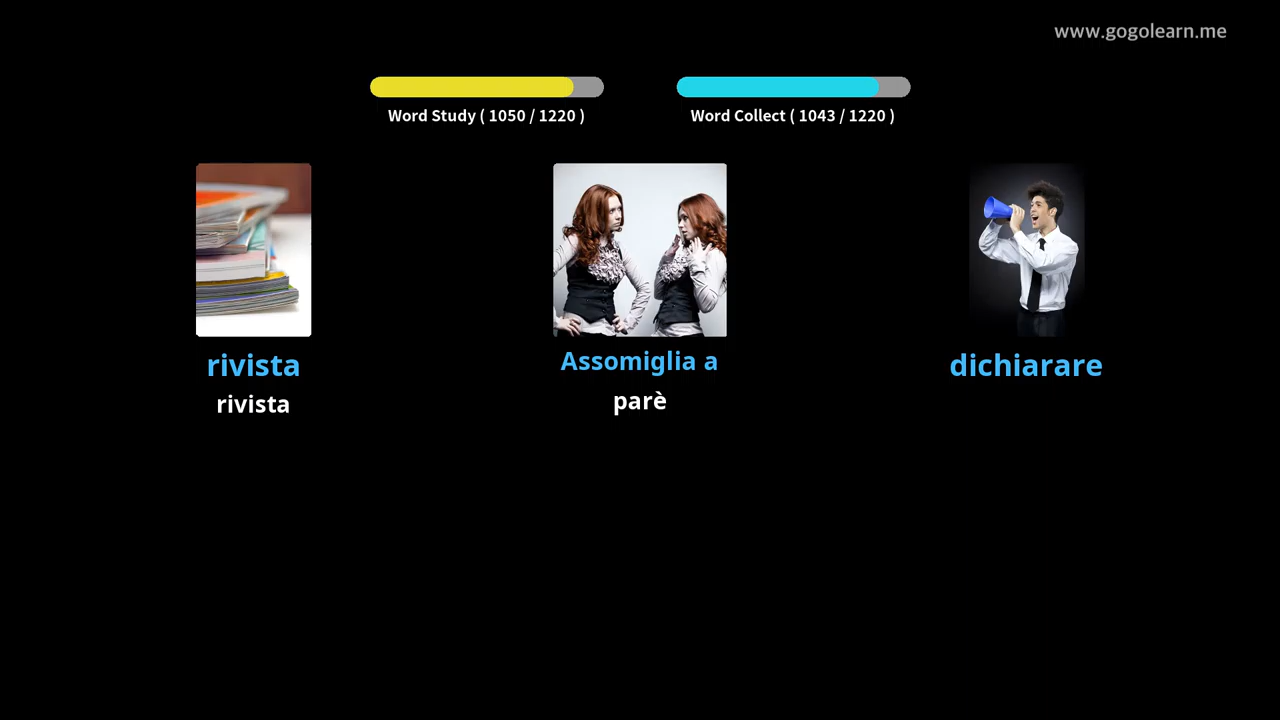 www.gogolearn.me
Word Study ( 1050 / 1220 )
Word Collect ( 1043 / 1220 )
rivista
rivista
Assomiglia a
parè
dichiarare